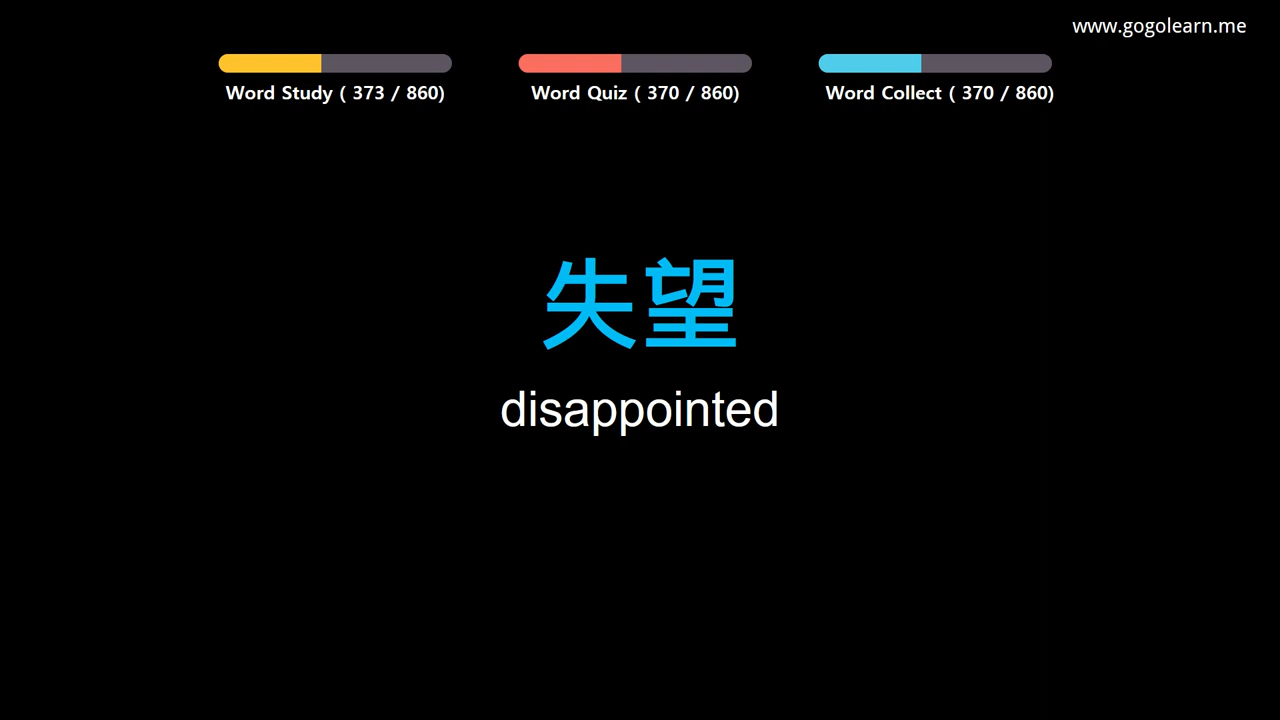 www.gogolearn.me
Word Study ( 373 / 860)
Word Quiz ( 370 / 860)
Word Collect ( 370 / 860)
失望
disappointed